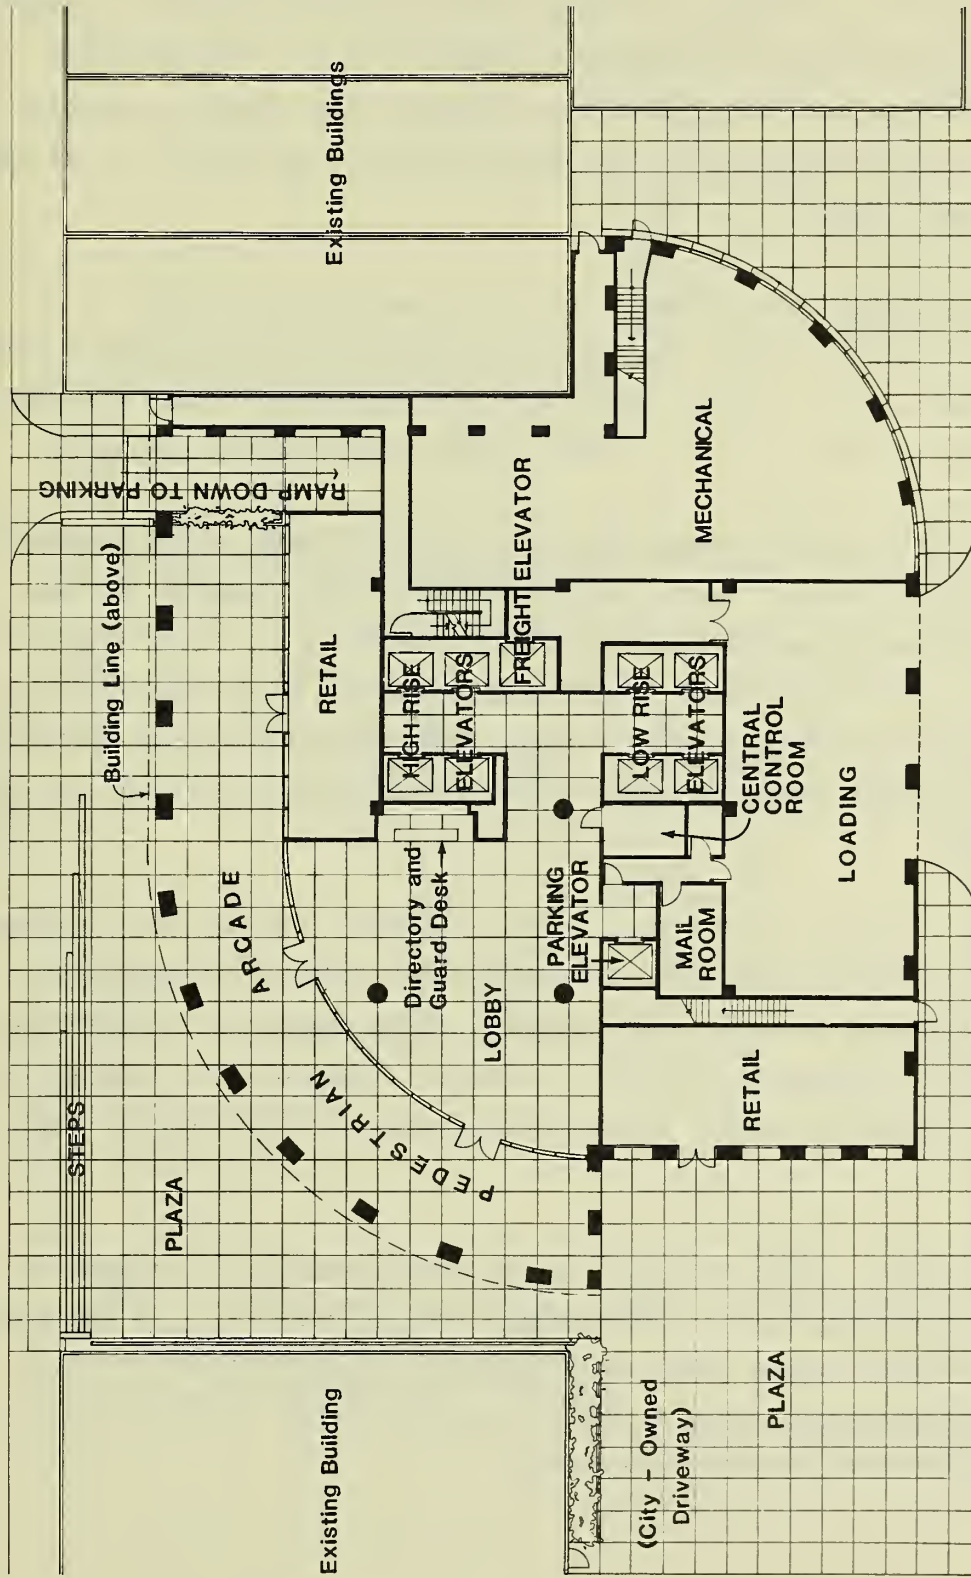 Existing Buildings
RAMP DOWN TO PARKING
Building Line (above)
STEPS
PLAZA
PEDESTRIAN
ARCADE
RETAIL
HIGH RISE
ELEVATORS
FREIGHT ELEVATOR
MECHANICAL
Directory and
Guard Desk
LOBBY
PARKING
ELEVATOR
LOW RISE
ELEVATORS
CENTRAL
CONTROL
ROOM
MAIL
ROOM
LOADING
RETAIL
Existing Building
(City - Owned
Driveway)
PLAZA